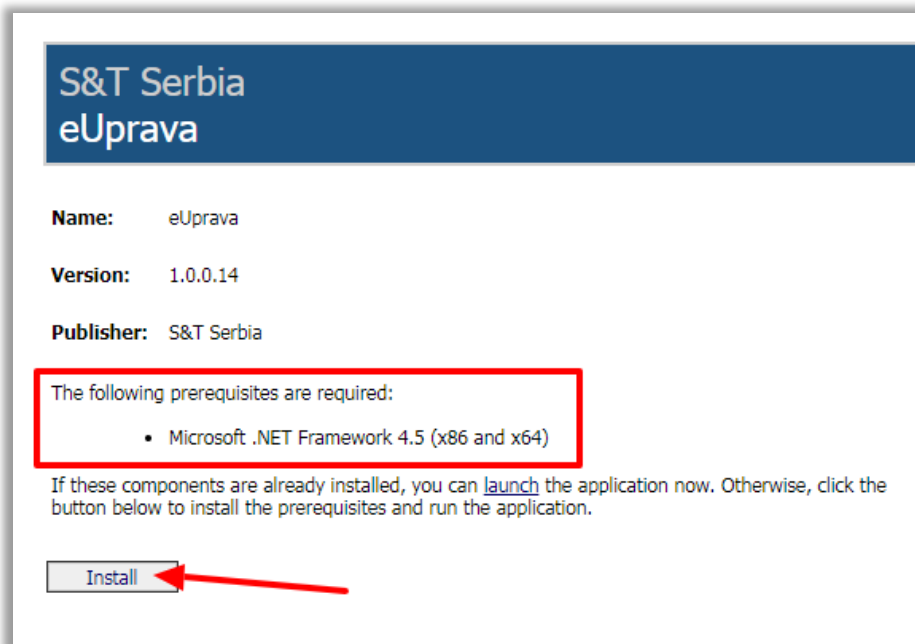 S&T Serbia
eUprava
Name: eUprava
Version: 1.0.0.14
Publisher: S&T Serbia
The following prerequisites are required:
• Microsoft .NET Framework 4.5 (x86 and x64)
If these components are already installed, you can launch the application now. Otherwise, click the
button below to install the prerequisites and run the application.
Install